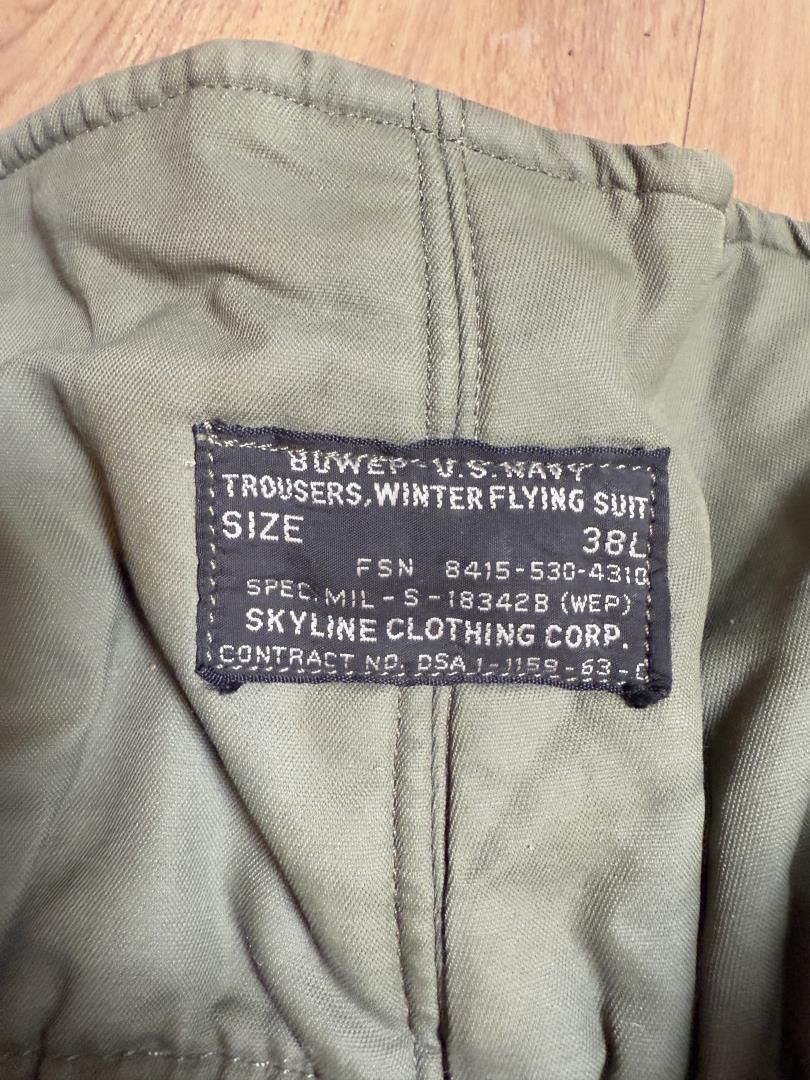 BUWEP - U.S. NAVY
TROUSERS, WINTER FLYING SUIT
SIZE 38L
FSN 8415-530-4310
SPEC. MIL-S-18342B (WEP)
SKYLINE CLOTHING CORP.
CONTRACT NO. DSA 1-1159-63-C